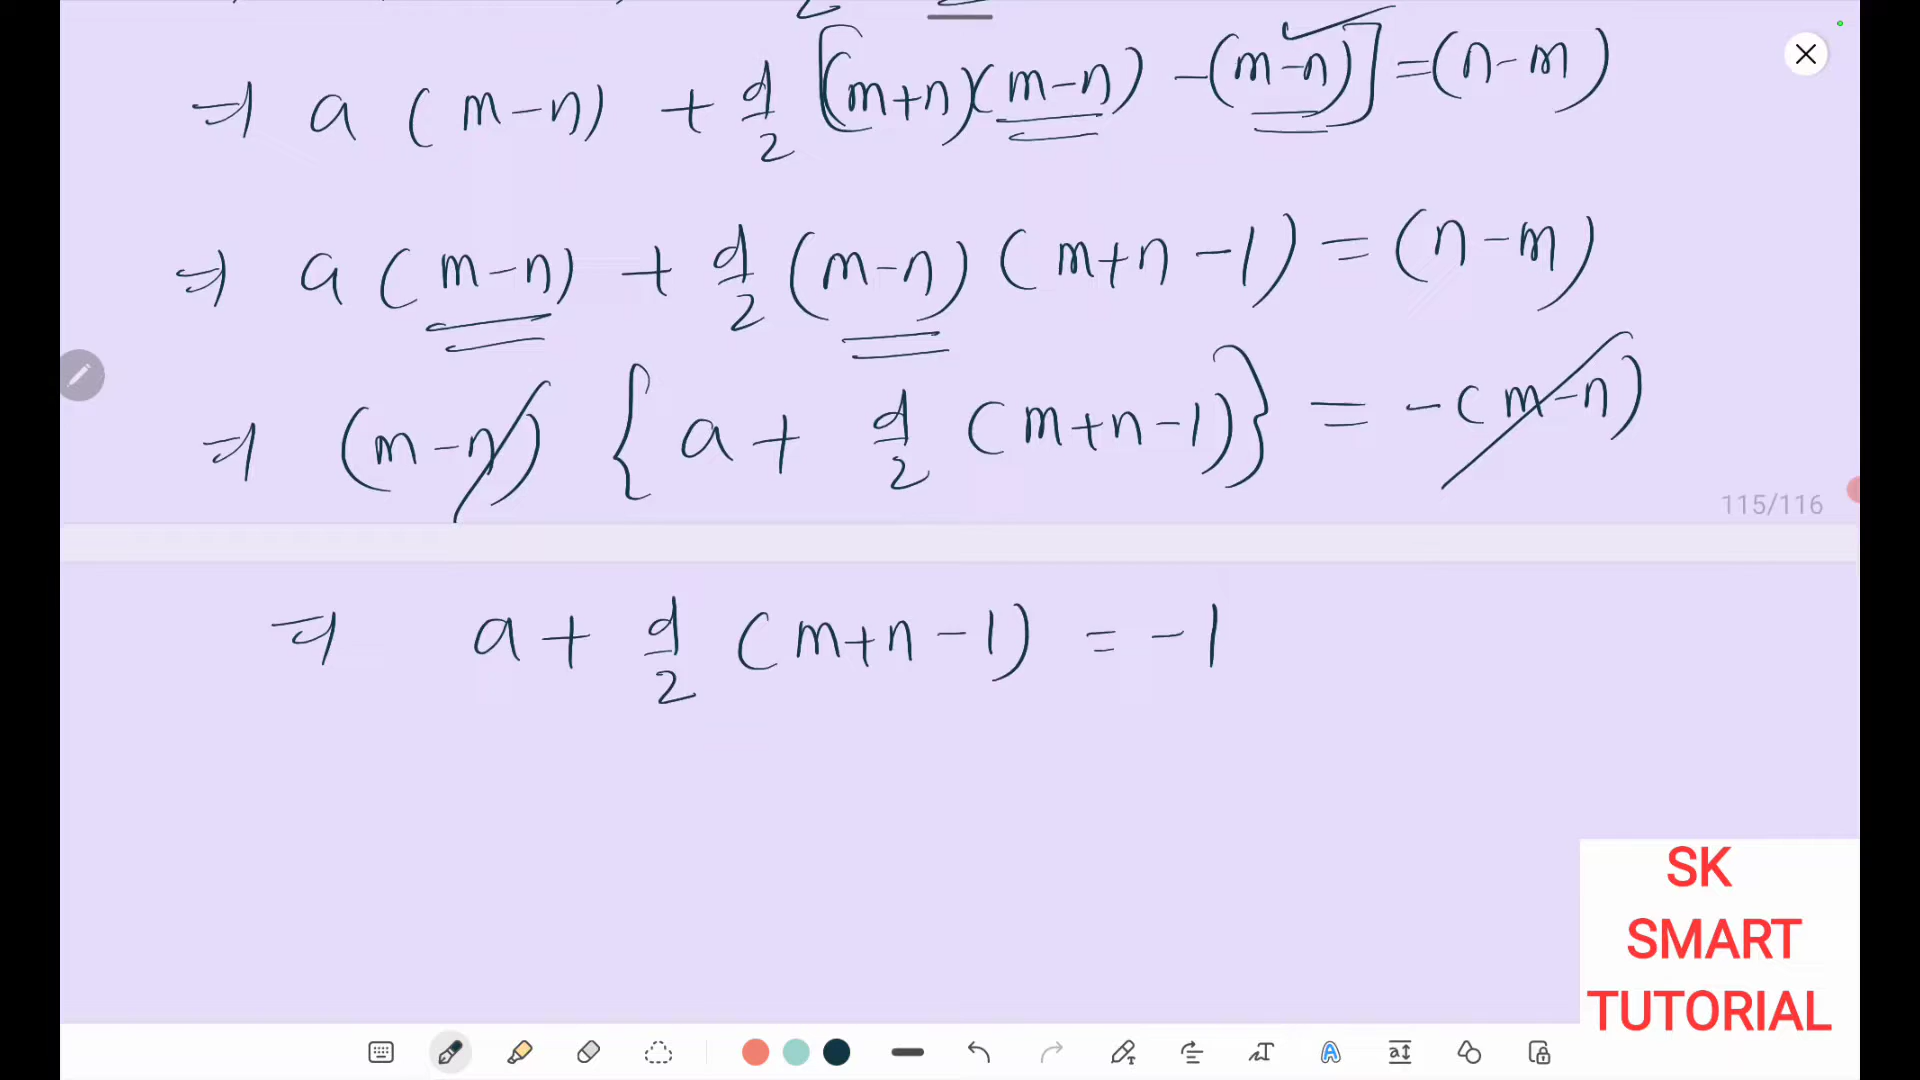 ⇒ a (m-n) + d/2 [(m+n)(m-n) -(m-n)] = (n-m)
⇒ a (m-n) + d/2 (m-n) (m+n-1) = (n-m)
⇒ (m-n) { a + d/2 (m+n-1) } = -(m-n)
115/116
⇒ a + d/2 (m+n-1) = -1
SK
SMART
TUTORIAL